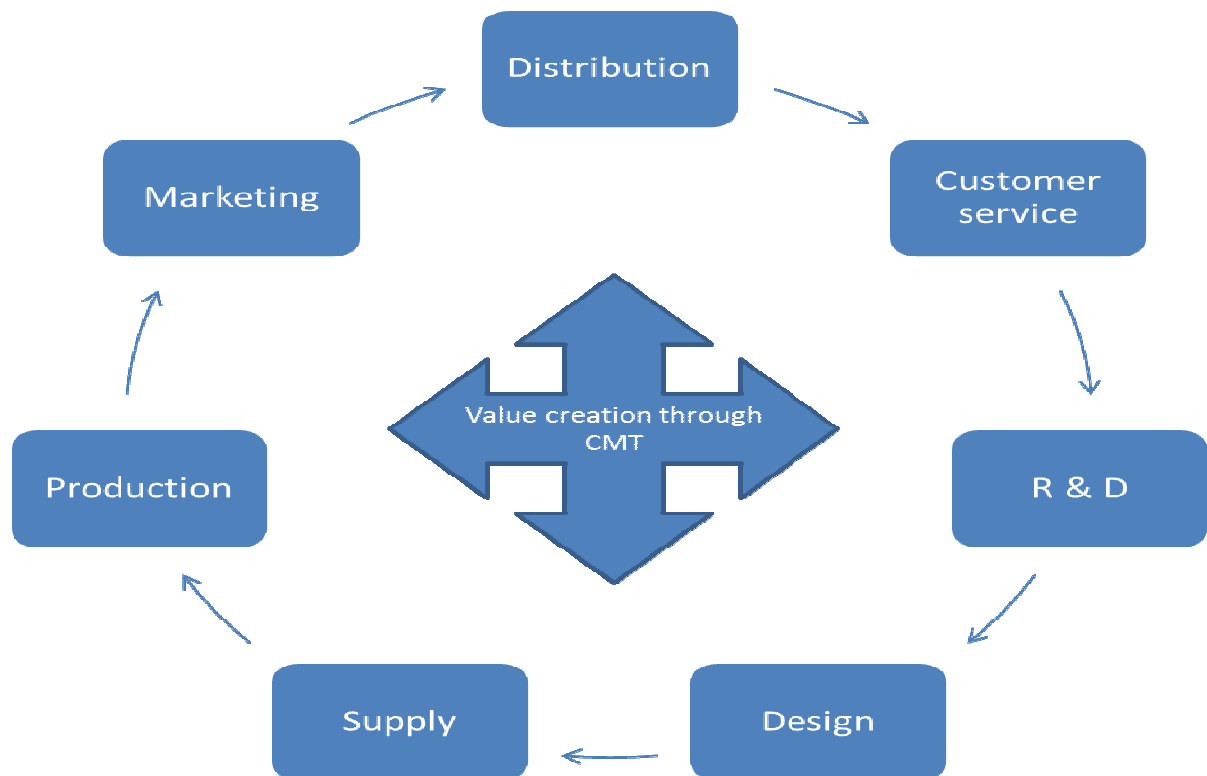 Distribution
Customer
service
Marketing
Value creation through
CMT
Production
R & D
Supply
Design